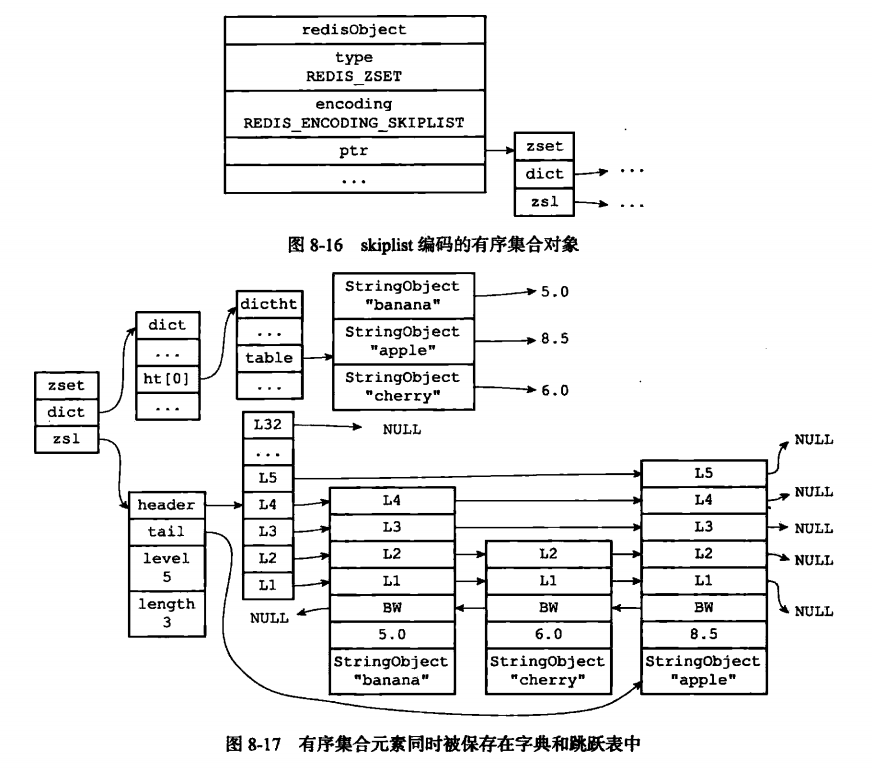 redisObject
type
REDIS_ZSET
encoding
REDIS_ENCODING_SKIPLIST
ptr
...
zset
dict
zsl
...
...
图 8-16 skiplist 编码的有序集合对象
zset
dict
zsl
dict
...
ht[0]
...
dictht
...
table
...
StringObject
"banana"
StringObject
"apple"
StringObject
"cherry"
5.0
8.5
6.0
header
tail
level
5
length
3
L32
...
L5
L4
L3
L2
L1
NULL
NULL
L4
L3
L2
L1
BW
5.0
StringObject
"banana"
L2
L1
BW
6.0
StringObject
"cherry"
L5
L4
L3
L2
L1
BW
8.5
StringObject
"apple"
NULL
NULL
NULL
NULL
NULL
图 8-17 有序集合元素同时被保存在字典和跳跃表中